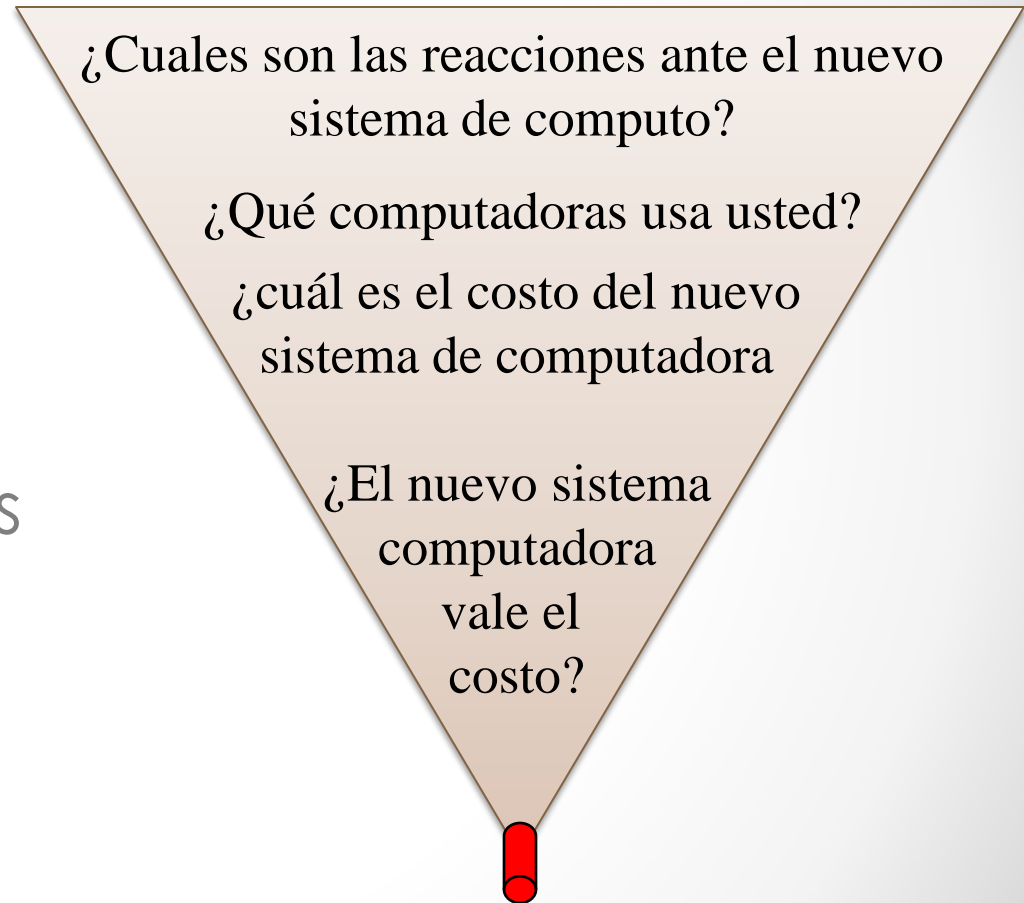 ¿Cuales son las reacciones ante el nuevo
sistema de computo?
¿Qué computadoras usa usted?
¿cuál es el costo del nuevo
sistema de computadora
¿El nuevo sistema
computadora
vale el
costo?
s